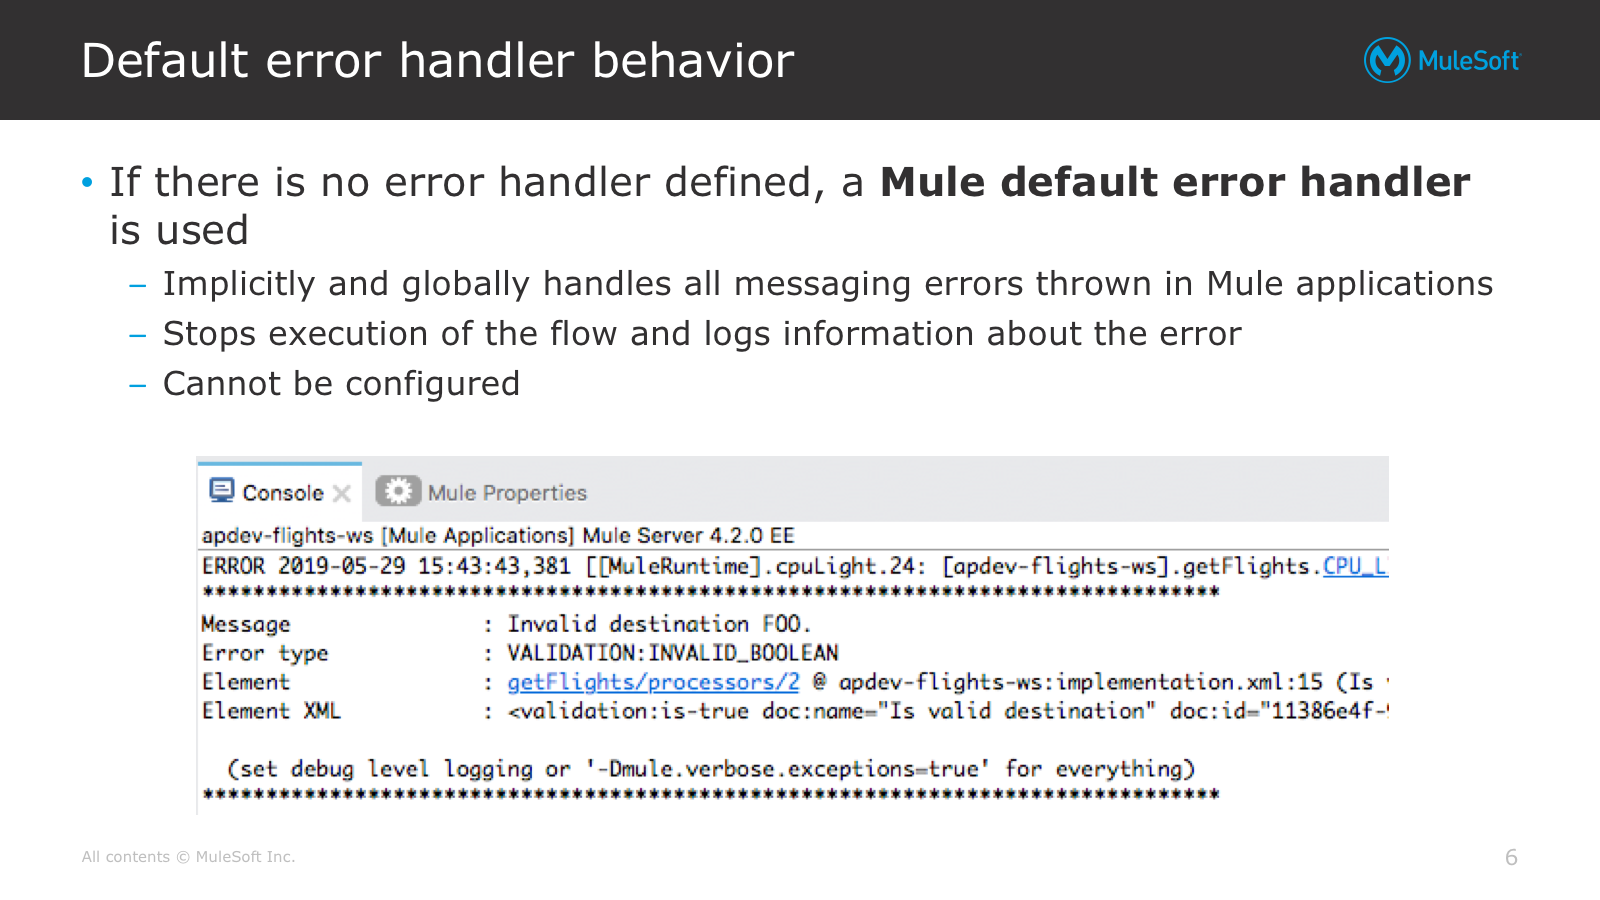 Default error handler behavior
MuleSoft
• If there is no error handler defined, a Mule default error handler
is used
– Implicitly and globally handles all messaging errors thrown in Mule applications
– Stops execution of the flow and logs information about the error
– Cannot be configured
Console Mule Properties
apdev-flights-ws [Mule Applications] Mule Server 4.2.0 EE
ERROR 2019-05-29 15:43:43,381 [[MuleRuntime].cpuLight.24: [apdev-flights-ws].getFlights.CPU_L
********************************************************************************
Message : Invalid destination FOO.
Error type : VALIDATION:INVALID_BOOLEAN
Element : getFlights/processors/2 @ apdev-flights-ws:implementation.xml:15 (Is
Element XML : <validation:is-true doc:name="Is valid destination" doc:id="11386e4f-
(set debug level logging or '-Dmule.verbose.exceptions=true' for everything)
********************************************************************************
All contents © MuleSoft Inc.
6